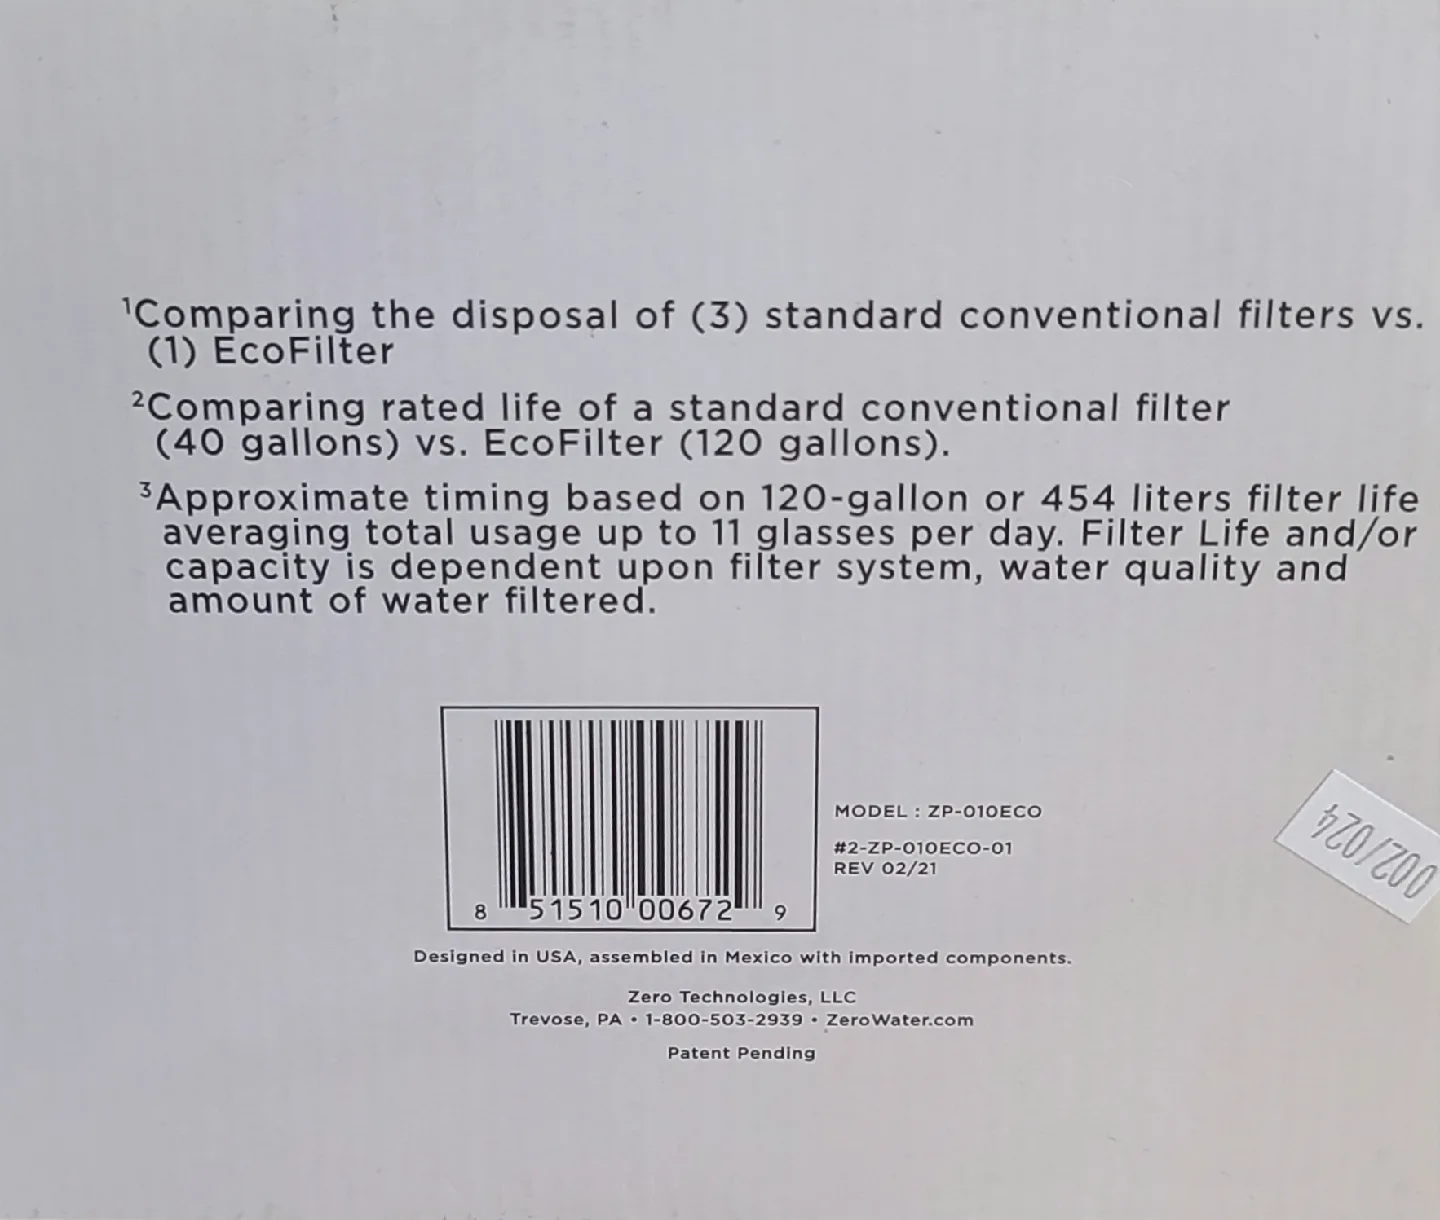 ¹Comparing the disposal of (3) standard conventional filters vs.
(1) EcoFilter
²Comparing rated life of a standard conventional filter
(40 gallons) vs. EcoFilter (120 gallons).
³Approximate timing based on 120-gallon or 454 liters filter life
averaging total usage up to 11 glasses per day. Filter Life and/or
capacity is dependent upon filter system, water quality and
amount of water filtered.
MODEL : ZP-010ECO
#2-ZP-010ECO-01
REV 02/21
8 51510 00672 9
002/024
Designed in USA, assembled in Mexico with imported components.
Zero Technologies, LLC
Trevose, PA • 1-800-503-2939 • ZeroWater.com
Patent Pending